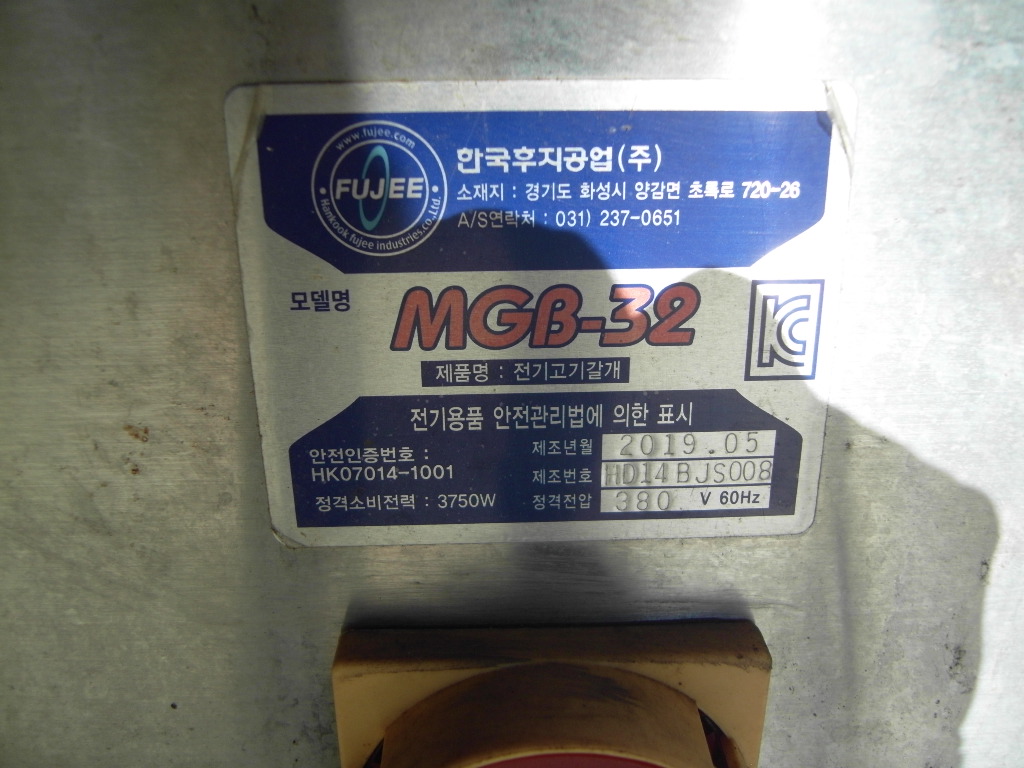 www.fujee.com
FUJEE
Hankook fujee industries co.,Ltd.
한국후지공업(주)
소재지 : 경기도 화성시 양감면 초록로 720-26
A/S연락처 : 031) 237-0651
모델명
MGB-32
제품명 : 전기고기갈개
전기용품 안전관리법에 의한 표시
안전인증번호 :
HK07014-1001
정격소비전력 : 3750W
제조년월 2019.05
제조번호 HD14BJS008
정격전압 380 V 60Hz